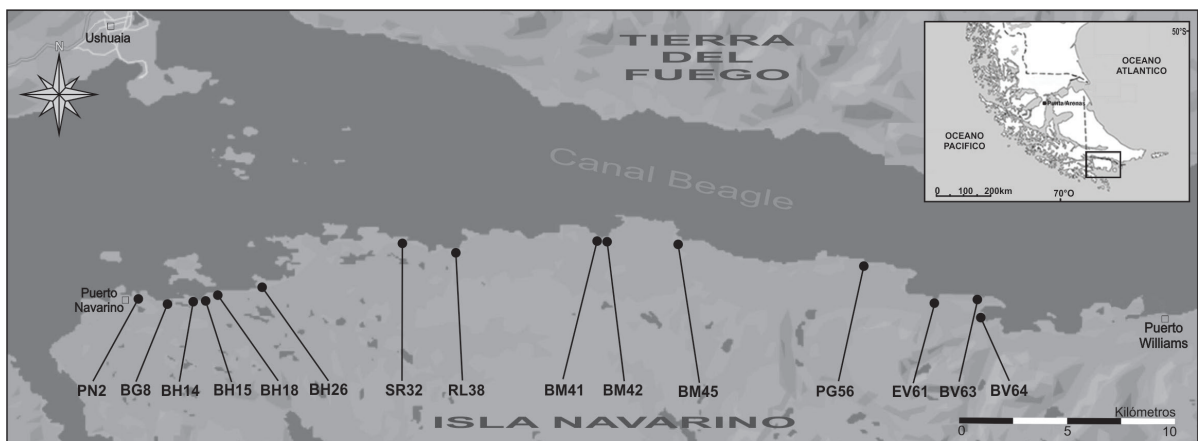 Ushuaia
N
TIERRA
DEL
FUEGO
Canal Beagle
50°S
OCEANO
ATLANTICO
Punta Arenas
OCEANO
PACIFICO
0 100 200km
70°O
Puerto
Navarino
Puerto
Williams
PN2 BG8 BH14 BH15 BH18 BH26 SR32 RL38 BM41 BM42 BM45 PG56 EV61 BV63 BV64
ISLA NAVARINO
Kilómetros
0 5 10